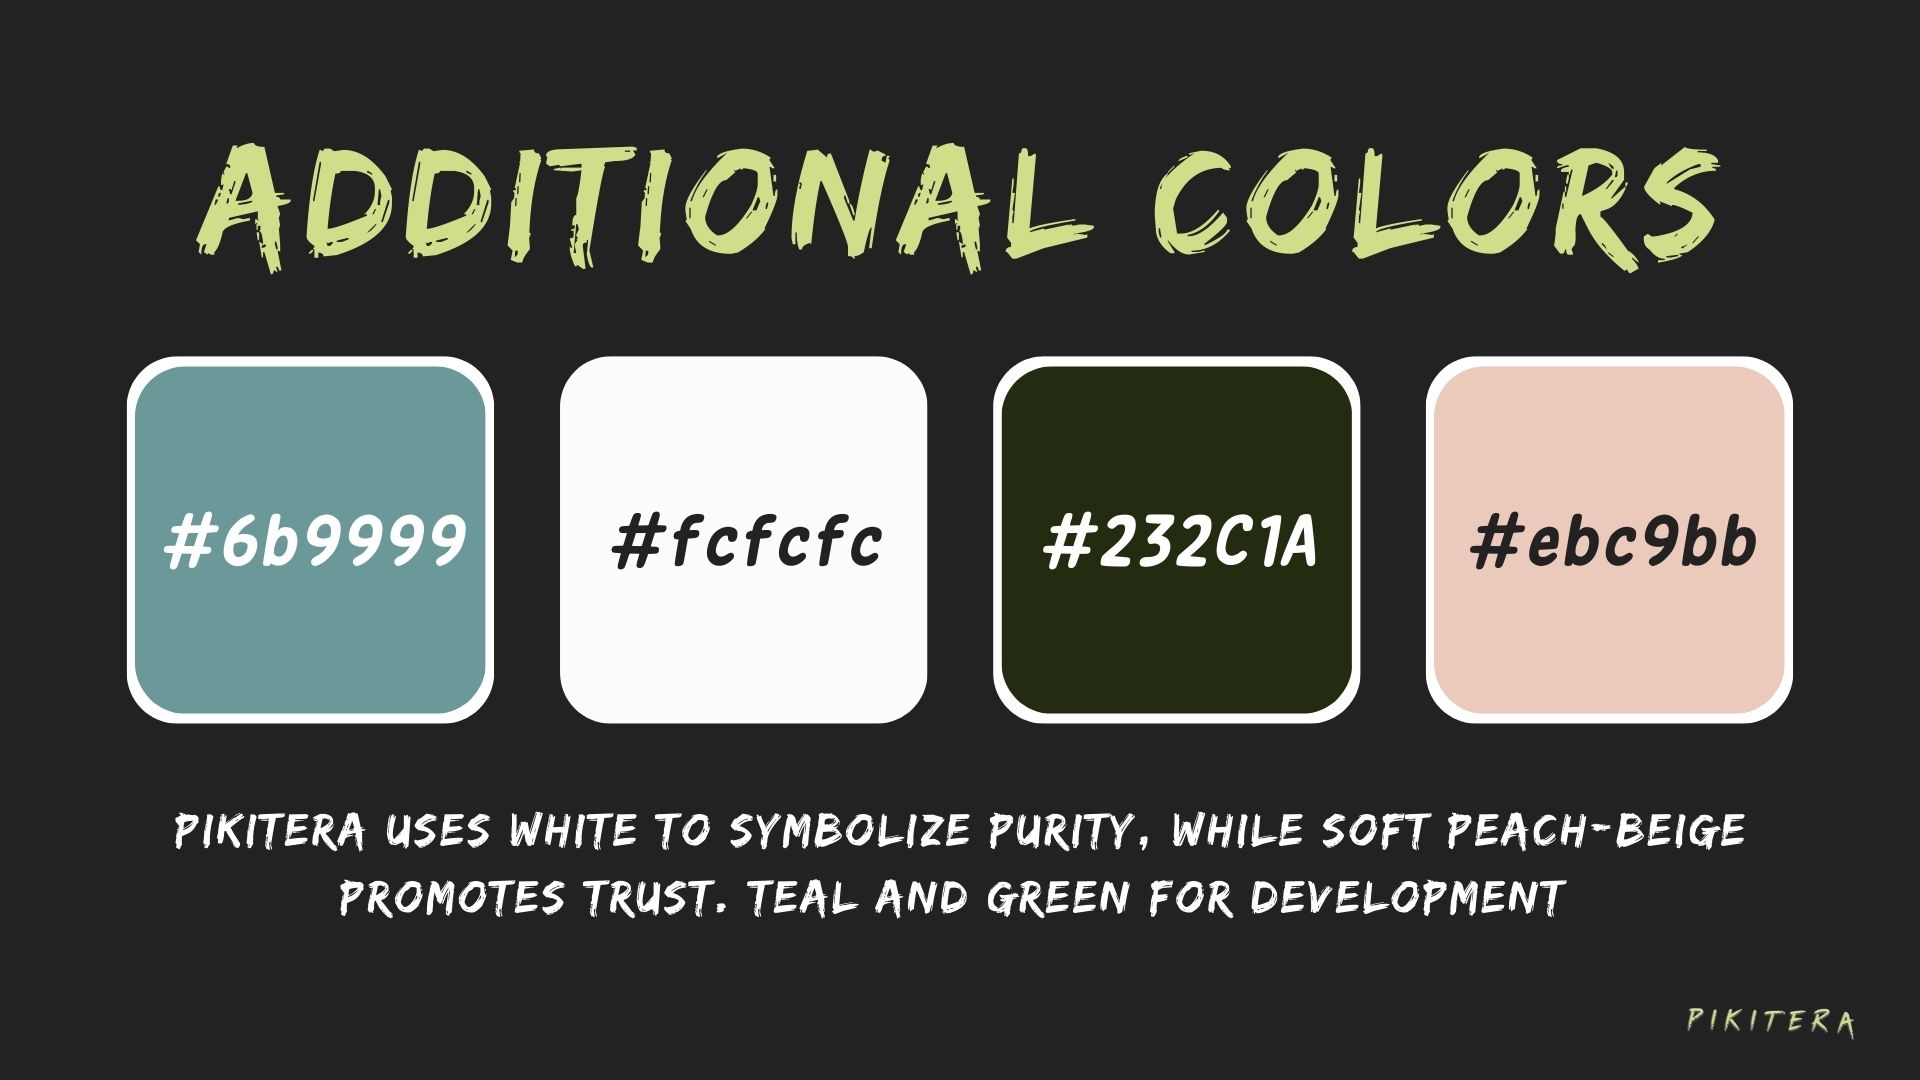 ADDITIONAL COLORS
#6b9999
#fcfcfc
#232C1A
#ebc9bb
PIKITERA USES WHITE TO SYMBOLIZE PURITY, WHILE SOFT PEACH-BEIGE
PROMOTES TRUST. TEAL AND GREEN FOR DEVELOPMENT
PIKITERA